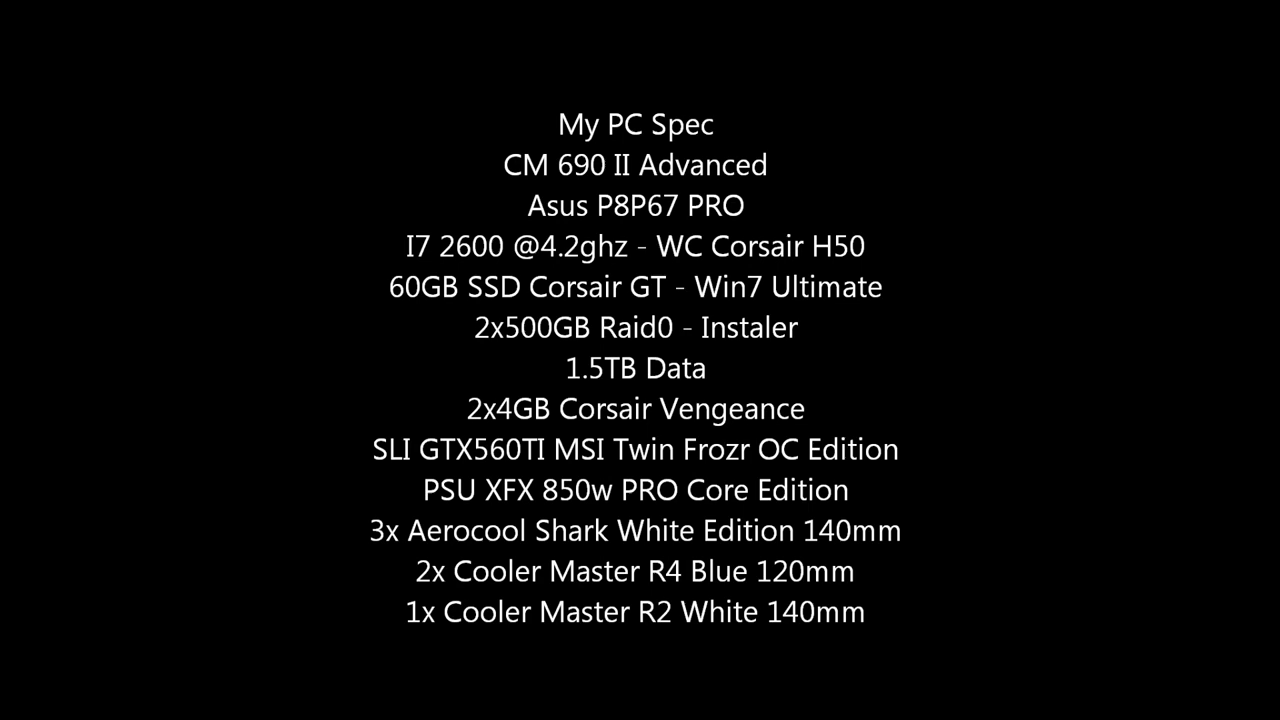 My PC Spec
CM 690 II Advanced
Asus P8P67 PRO
I7 2600 @4.2ghz - WC Corsair H50
60GB SSD Corsair GT - Win7 Ultimate
2x500GB Raid0 - Instaler
1.5TB Data
2x4GB Corsair Vengeance
SLI GTX560TI MSI Twin Frozr OC Edition
PSU XFX 850w PRO Core Edition
3x Aerocool Shark White Edition 140mm
2x Cooler Master R4 Blue 120mm
1x Cooler Master R2 White 140mm